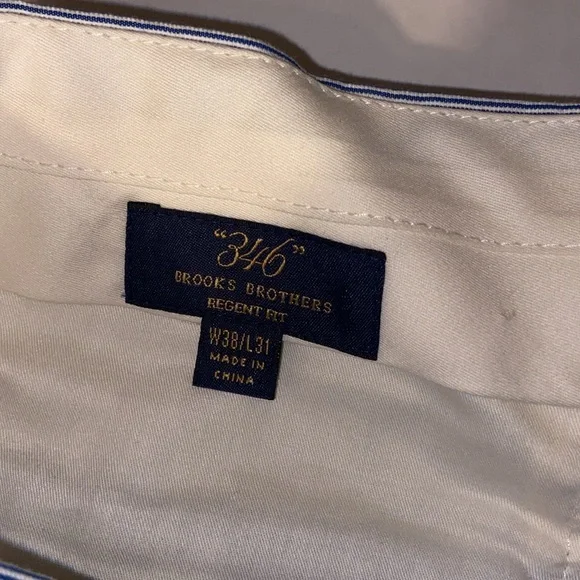 “346”
BROOKS BROTHERS
REGENT FIT
W38/L31
MADE IN
CHINA